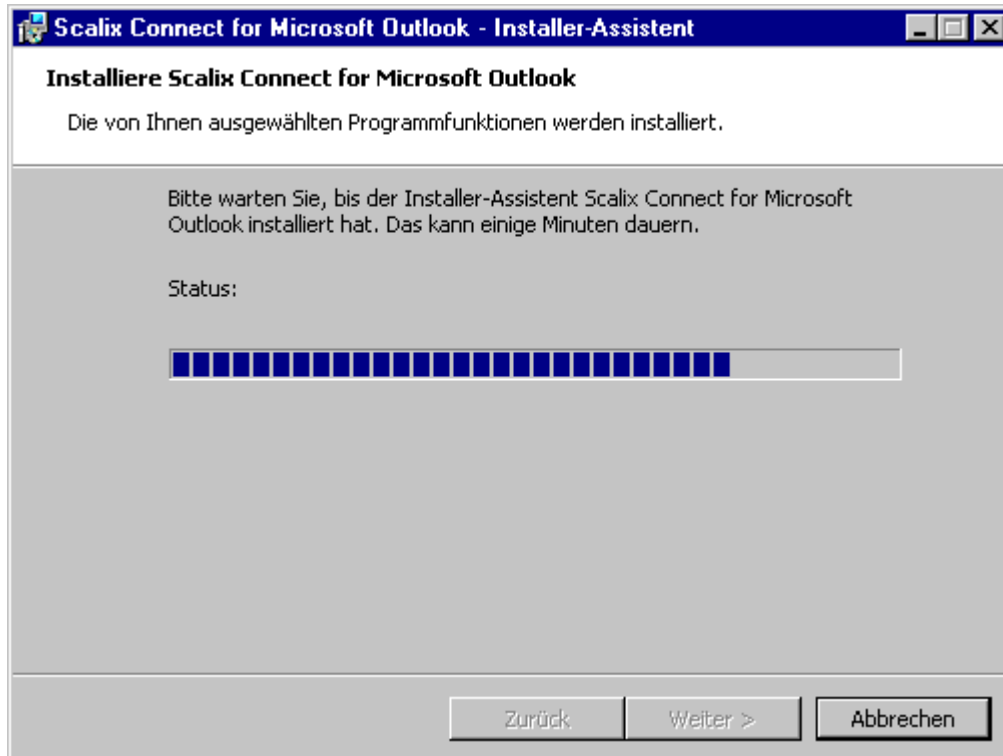 Scalix Connect for Microsoft Outlook - Installer-Assistent
Installiere Scalix Connect for Microsoft Outlook
Die von Ihnen ausgewählten Programmfunktionen werden installiert.
Bitte warten Sie, bis der Installer-Assistent Scalix Connect for Microsoft
Outlook installiert hat. Das kann einige Minuten dauern.
Status:
Zurück
Weiter >
Abbrechen